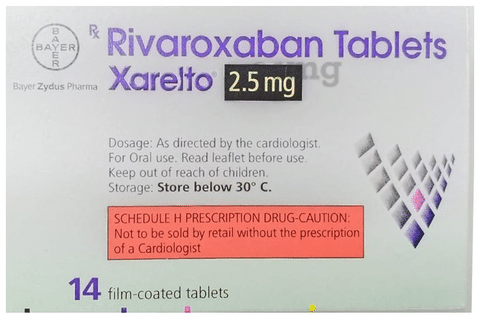 BAYER
BAYER
Bayer Zydus Pharma
Rx Rivaroxaban Tablets
Xarelto 2.5 mg
Dosage: As directed by the cardiologist.
For Oral use. Read leaflet before use.
Keep out of reach of children.
Storage: Store below 30° C.
SCHEDULE H PRESCRIPTION DRUG-CAUTION:
Not to be sold by retail without the prescription
of a Cardiologist
14 film-coated tablets